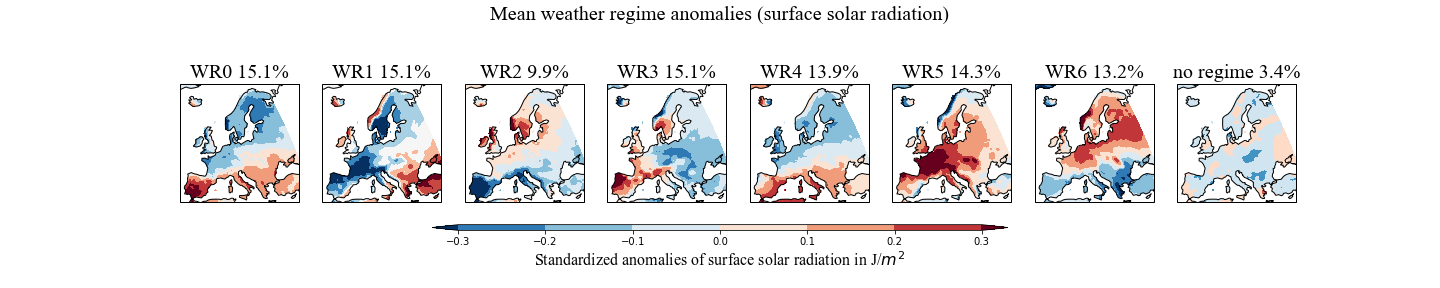 Mean weather regime anomalies (surface solar radiation)
WR0 15.1% WR1 15.1% WR2 9.9% WR3 15.1% WR4 13.9% WR5 14.3% WR6 13.2% no regime 3.4%
−0.3 −0.2 −0.1 0.0 0.1 0.2 0.3
Standardized anomalies of surface solar radiation in J/m²